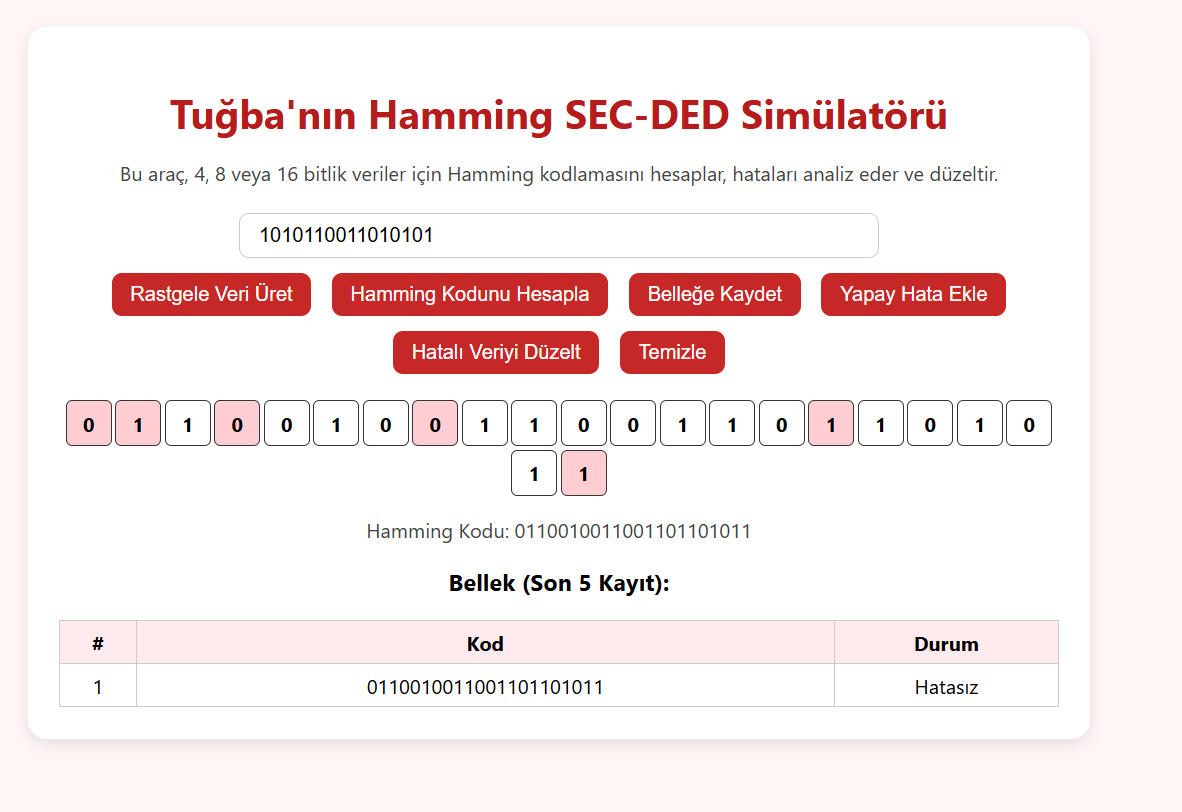 Tuğba'nın Hamming SEC-DED Simülatörü
Bu araç, 4, 8 veya 16 bitlik veriler için Hamming kodlamasını hesaplar, hataları analiz eder ve düzeltir.
1010110011010101
Rastgele Veri Üret Hamming Kodunu Hesapla Belleğe Kaydet Yapay Hata Ekle
Hatalı Veriyi Düzelt Temizle
0 1 1 0 0 1 0 0 1 1 0 0 1 1 0 1 1 0 1 0
1 1
Hamming Kodu: 0110010011001101101011
Bellek (Son 5 Kayıt):
# Kod Durum
1 0110010011001101101011 Hatasız